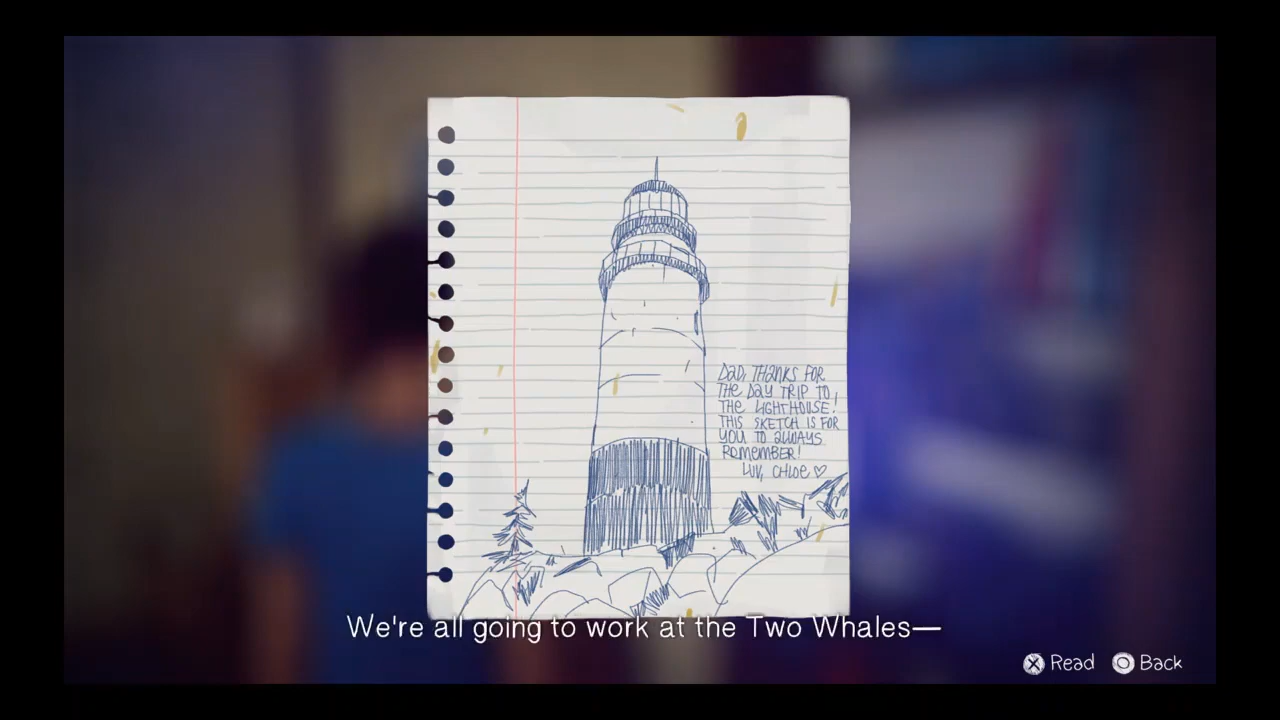 DAD, THANKS FOR
THE DAY TRIP TO
THE LIGHTHOUSE!
THIS SKETCH IS FOR
YOU TO ALWAYS
REMEMBER!
LUV, CHLOE♡
We're all going to work at the Two Whales—
Read Back